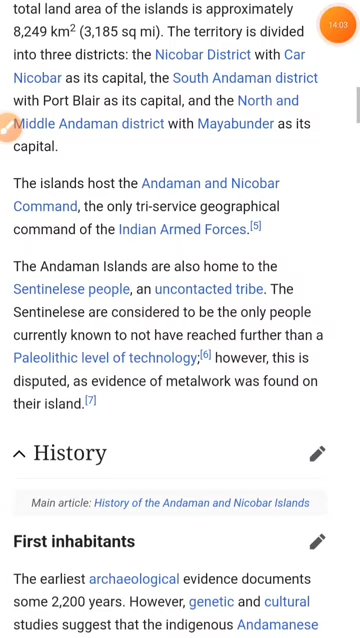 total land area of the islands is approximately
14:03
8,249 km² (3,185 sq mi). The territory is divided
into three districts: the Nicobar District with Car
Nicobar as its capital, the South Andaman district
with Port Blair as its capital, and the North and
Middle Andaman district with Mayabunder as its
capital.
The islands host the Andaman and Nicobar
Command, the only tri-service geographical
command of the Indian Armed Forces.[5]
The Andaman Islands are also home to the
Sentinelese people, an uncontacted tribe. The
Sentinelese are considered to be the only people
currently known to not have reached further than a
Paleolithic level of technology;[6] however, this is
disputed, as evidence of metalwork was found on
their island.[7]
History
Main article: History of the Andaman and Nicobar Islands
First inhabitants
The earliest archaeological evidence documents
some 2,200 years. However, genetic and cultural
studies suggest that the indigenous Andamanese